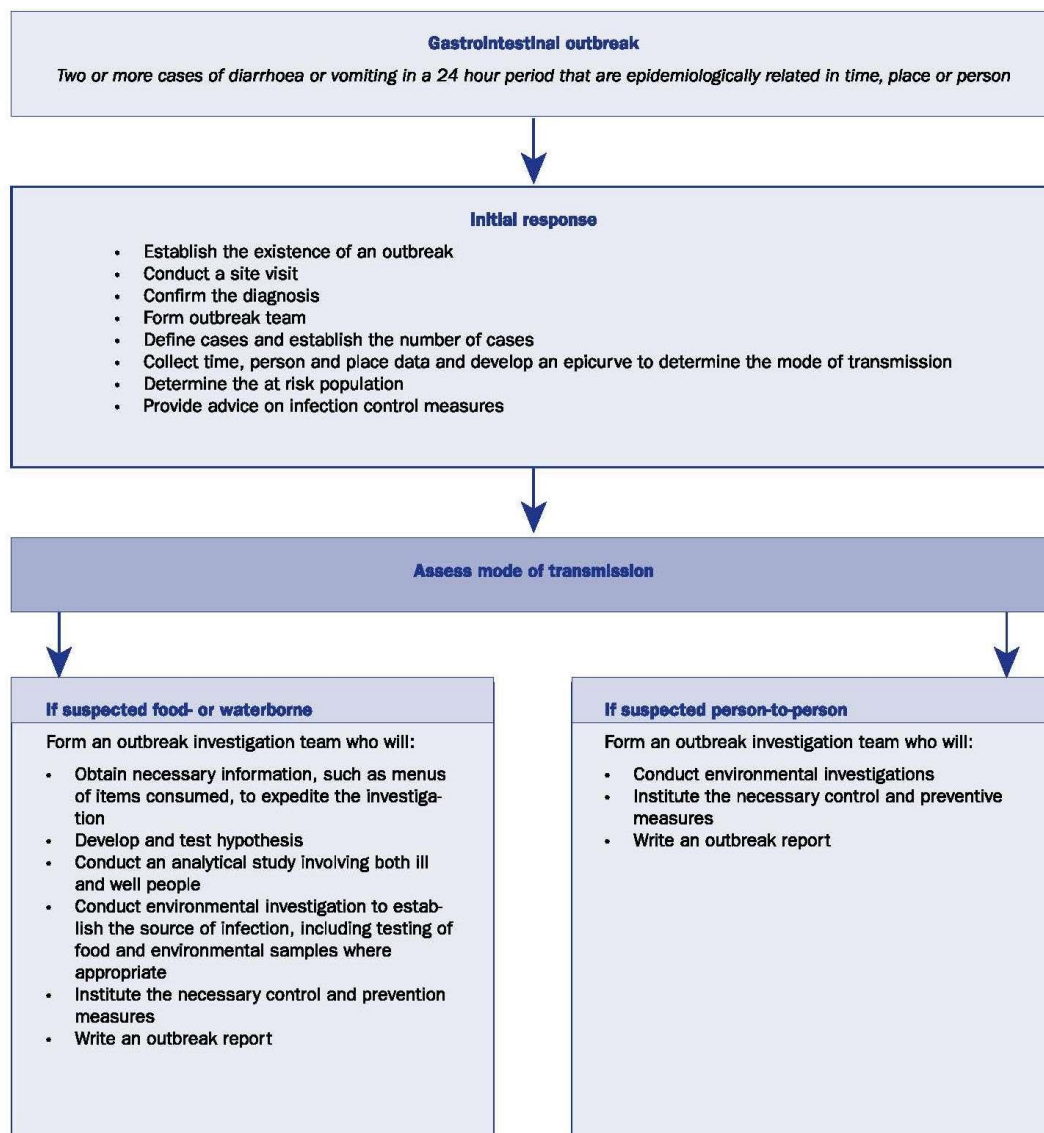 Gastrointestinal outbreak
Two or more cases of diarrhoea or vomiting in a 24 hour period that are epidemiologically related in time, place or person
Initial response
• Establish the existence of an outbreak
• Conduct a site visit
• Confirm the diagnosis
• Form outbreak team
• Define cases and establish the number of cases
• Collect time, person and place data and develop an epicurve to determine the mode of transmission
• Determine the at risk population
• Provide advice on infection control measures
Assess mode of transmission
If suspected food- or waterborne
Form an outbreak investigation team who will:
• Obtain necessary information, such as menus
of items consumed, to expedite the investiga-
tion
• Develop and test hypothesis
• Conduct an analytical study involving both ill
and well people
• Conduct environmental investigation to estab-
lish the source of infection, including testing of
food and environmental samples where
appropriate
• Institute the necessary control and prevention
measures
• Write an outbreak report
If suspected person-to-person
Form an outbreak investigation team who will:
• Conduct environmental investigations
• Institute the necessary control and preventive
measures
• Write an outbreak report